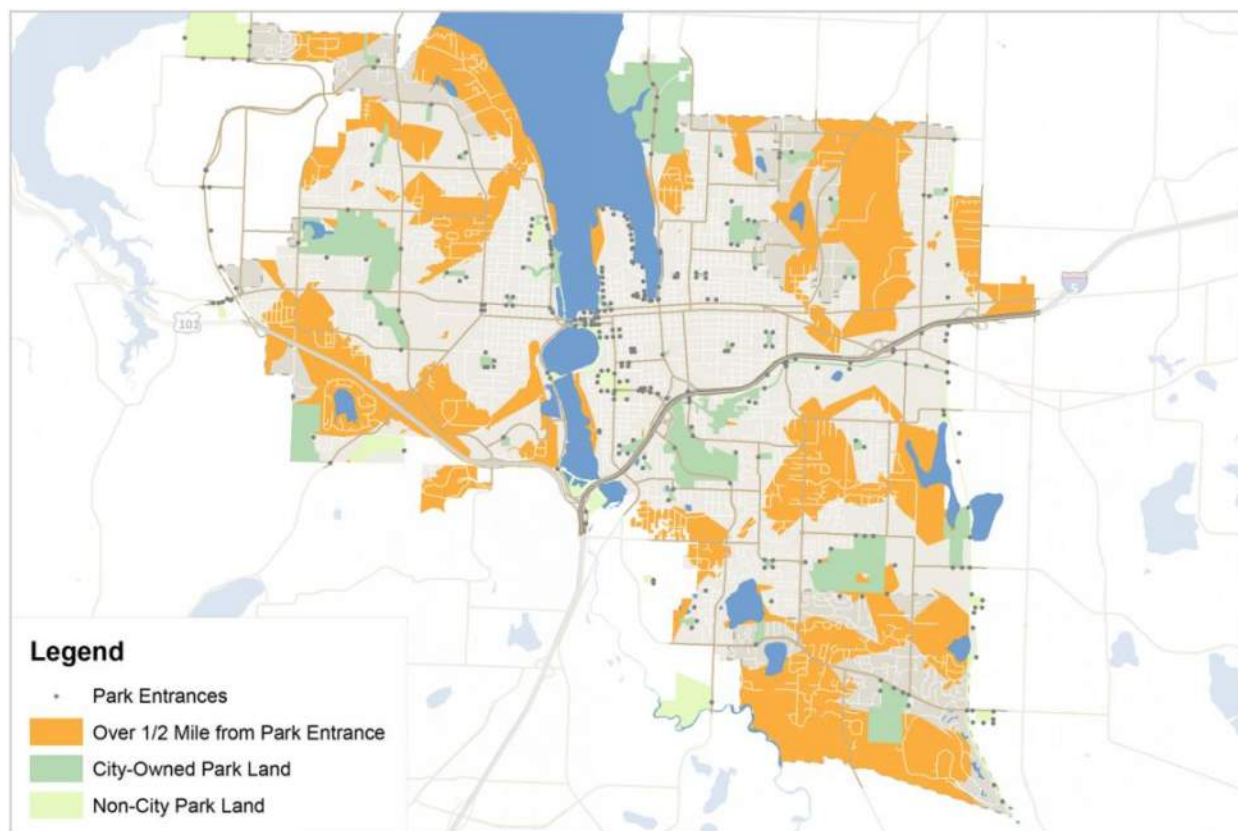 5
102
Legend
Park Entrances
Over 1/2 Mile from Park Entrance
City-Owned Park Land
Non-City Park Land